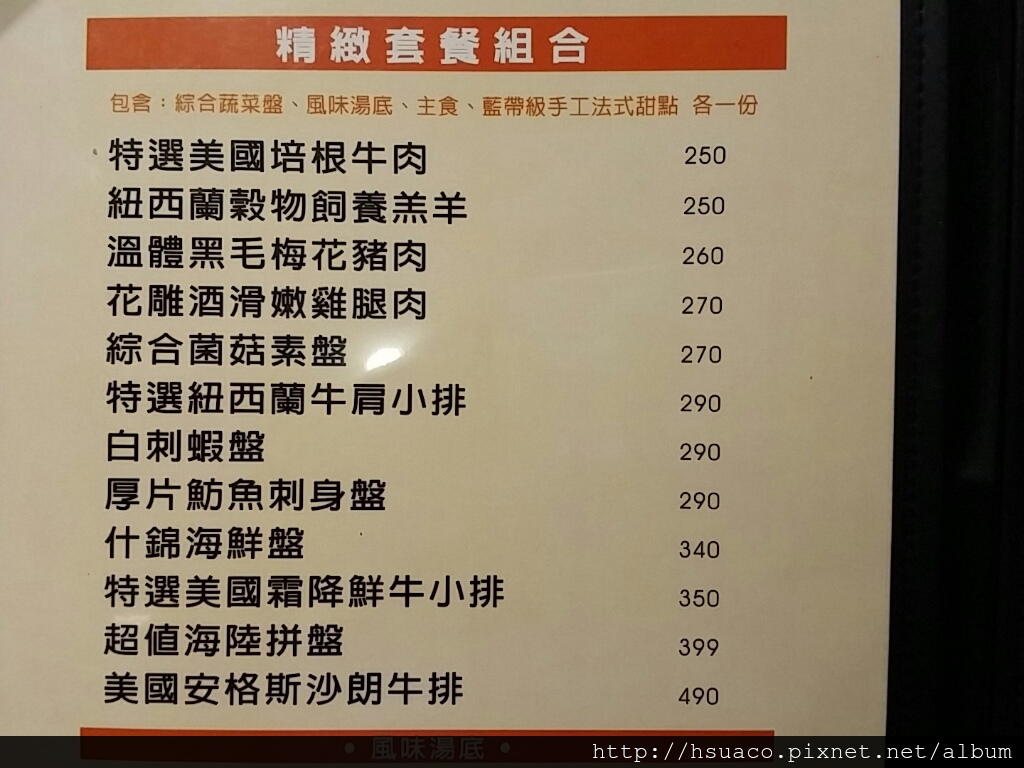 精緻套餐組合
包含：綜合蔬菜盤、風味湯底、主食、藍帶級手工法式甜點 各一份
特選美國培根牛肉 250
紐西蘭穀物飼養羔羊 250
溫體黑毛梅花豬肉 260
花雕酒滑嫩雞腿肉 270
綜合菌菇素盤 270
特選紐西蘭牛肩小排 290
白刺蝦盤 290
厚片魴魚刺身盤 290
什錦海鮮盤 340
特選美國霜降鮮牛小排 350
超值海陸拼盤 399
美國安格斯沙朗牛排 490
• 風味湯底 •
http://hsuaco.pixnet.net/album